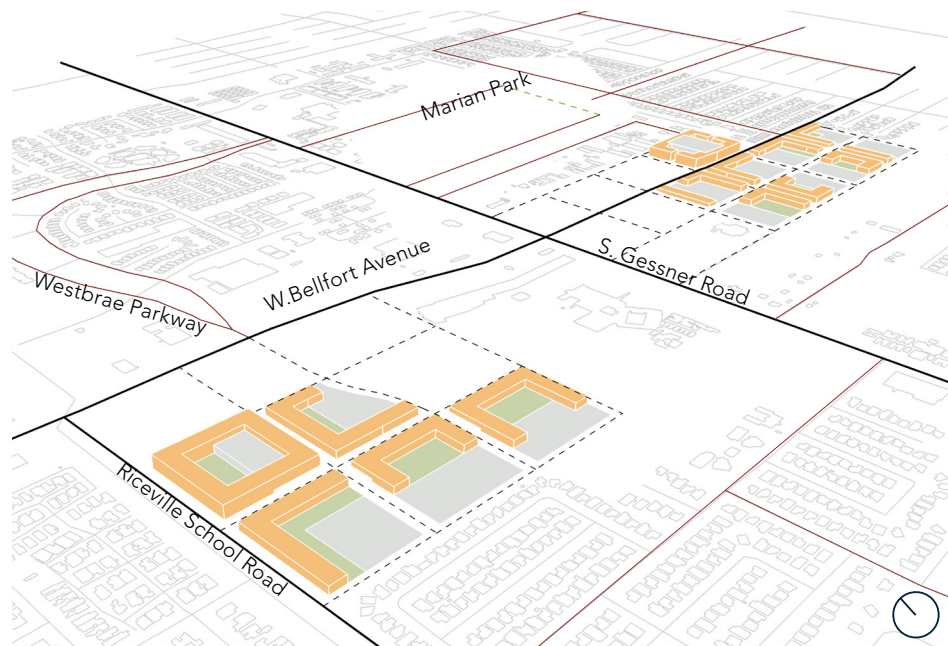 Marian Park
S. Gessner Road
W.Bellfort Avenue
Westbrae Parkway
Riceville School Road